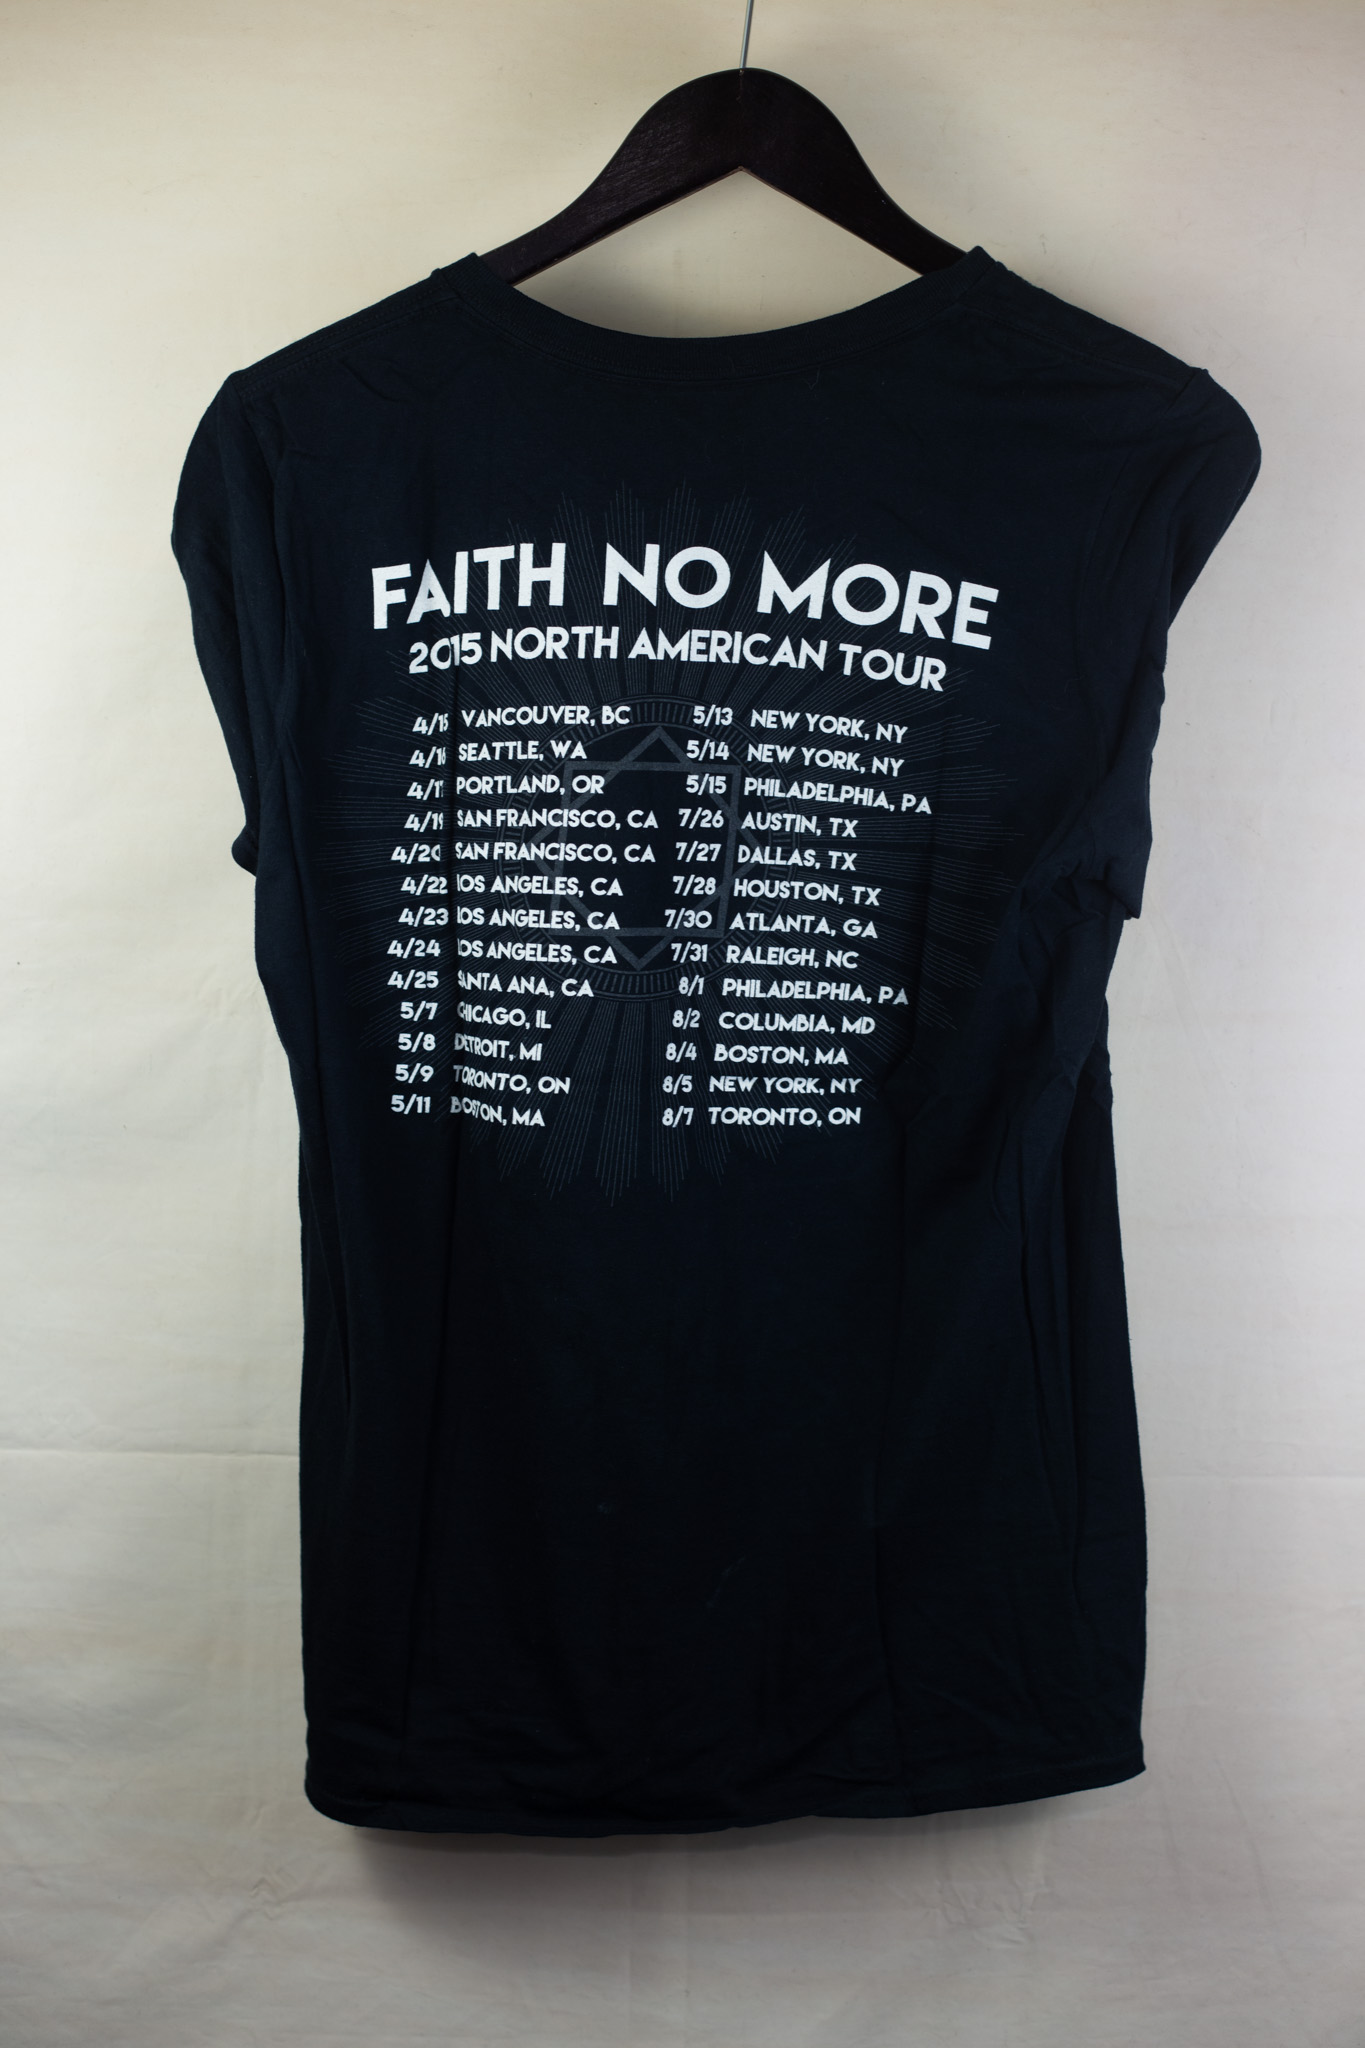 FAITH NO MORE
2015 NORTH AMERICAN TOUR
4/15 VANCOUVER, BC
4/16 SEATTLE, WA
4/17 PORTLAND, OR
4/19 SAN FRANCISCO, CA
4/20 SAN FRANCISCO, CA
4/22 LOS ANGELES, CA
4/23 LOS ANGELES, CA
4/24 LOS ANGELES, CA
4/25 SANTA ANA, CA
5/7 CHICAGO, IL
5/8 DETROIT, MI
5/9 TORONTO, ON
5/11 BOSTON, MA
5/13 NEW YORK, NY
5/14 NEW YORK, NY
5/15 PHILADELPHIA, PA
7/26 AUSTIN, TX
7/27 DALLAS, TX
7/28 HOUSTON, TX
7/30 ATLANTA, GA
7/31 RALEIGH, NC
8/1 PHILADELPHIA, PA
8/2 COLUMBIA, MD
8/4 BOSTON, MA
8/5 NEW YORK, NY
8/7 TORONTO, ON